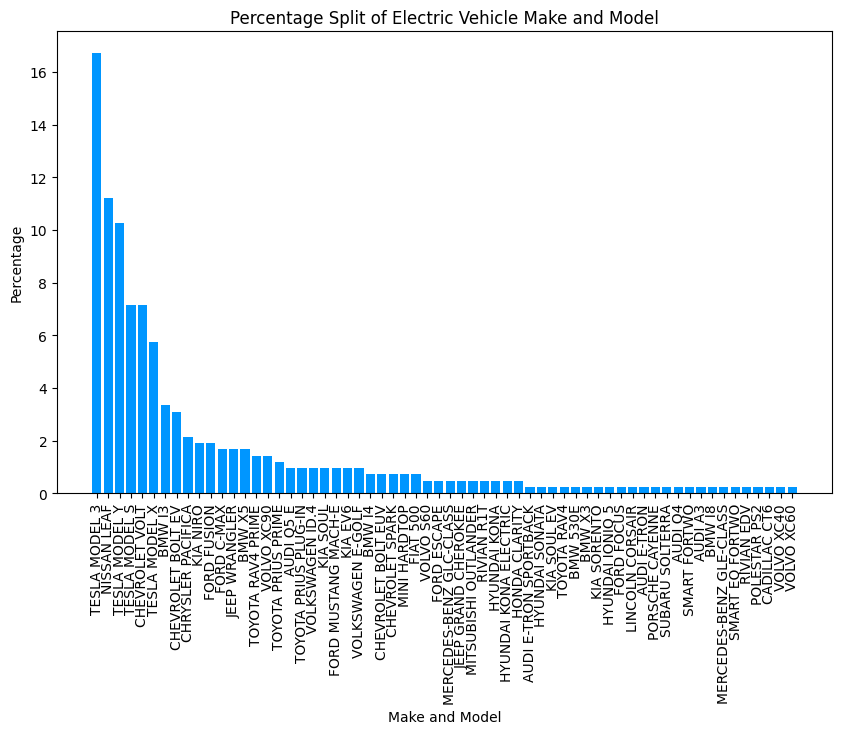 Percentage Split of Electric Vehicle Make and Model
Percentage
16
14
12
10
8
6
4
2
0
TESLA MODEL 3
NISSAN LEAF
TESLA MODEL Y
TESLA MODEL S
CHEVROLET VOLT
TESLA MODEL X
BMW I3
CHEVROLET BOLT EV
CHRYSLER PACIFICA
KIA NIRO
FORD FUSION
FORD C-MAX
JEEP WRANGLER
BMW X5
TOYOTA RAV4 PRIME
VOLVO XC90
TOYOTA PRIUS PRIME
AUDI Q5 E
TOYOTA PRIUS PLUG-IN
VOLKSWAGEN ID.4
KIA SOUL
FORD MUSTANG MACH-E
KIA EV6
VOLKSWAGEN E-GOLF
BMW I4
CHEVROLET BOLT EUV
CHEVROLET SPARK
MINI HARDTOP
FIAT 500
VOLVO S60
FORD ESCAPE
MERCEDES-BENZ GLC-CLASS
JEEP GRAND CHEROKEE
MITSUBISHI OUTLANDER
RIVIAN R1T
HYUNDAI KONA
HYUNDAI KONA ELECTRIC
HONDA CLARITY
AUDI E-TRON SPORTBACK
HYUNDAI SONATA
KIA SOUL EV
TOYOTA RAV4
BMW 530E
BMW X3
KIA SORENTO
HYUNDAI IONIQ 5
FORD FOCUS
LINCOLN CORSAIR
AUDI E-TRON
PORSCHE CAYENNE
SUBARU SOLTERRA
AUDI Q4
SMART FORTWO
AUDI A3
BMW I8
MERCEDES-BENZ GLE-CLASS
SMART EQ FORTWO
RIVIAN EDV
POLESTAR PS2
CADILLAC CT6
VOLVO XC40
VOLVO XC60
Make and Model